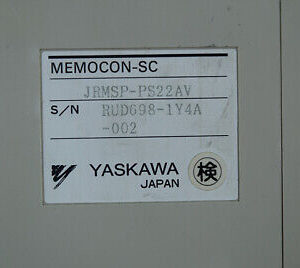 MEMOCON-SC
JRMSP-PS22AV
S/N RUD698-1Y4A
-002
YASKAWA
JAPAN
検